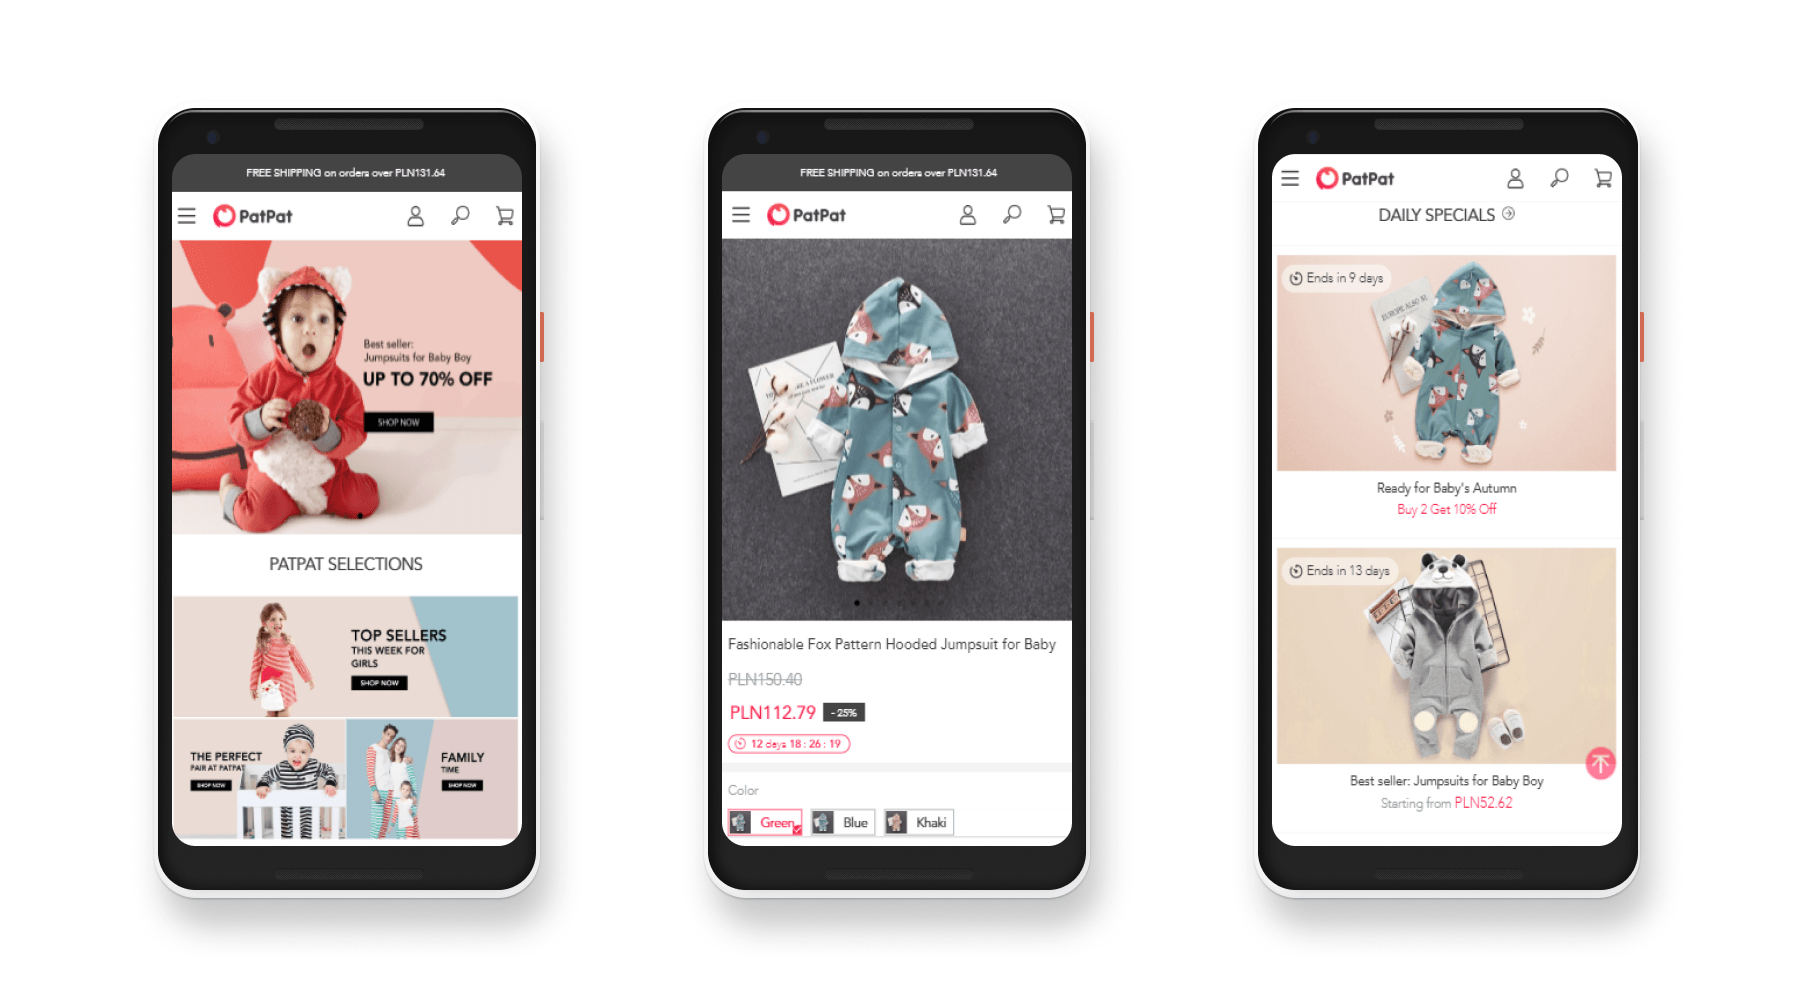 FREE SHIPPING on orders over PLN131.64
PatPat
Best seller:
Jumpsuits for Baby Boy
UP TO 70% OFF
SHOP NOW
PATPAT SELECTIONS
TOP SELLERS
THIS WEEK FOR
GIRLS
SHOP NOW
THE PERFECT
PAIR AT PATPAT
SHOP NOW
FAMILY
TIME
SHOP NOW
FREE SHIPPING on orders over PLN131.64
PatPat
Fashionable Fox Pattern Hooded Jumpsuit for Baby
PLN150.40
PLN112.79 - 25%
12 days 18 : 26 : 19
Color
Green Blue Khaki
PatPat
DAILY SPECIALS
Ends in 9 days
EUROPE ALSO
Ready for Baby's Autumn
Buy 2 Get 10% Off
Ends in 13 days
Best seller: Jumpsuits for Baby Boy
Starting from PLN52.62